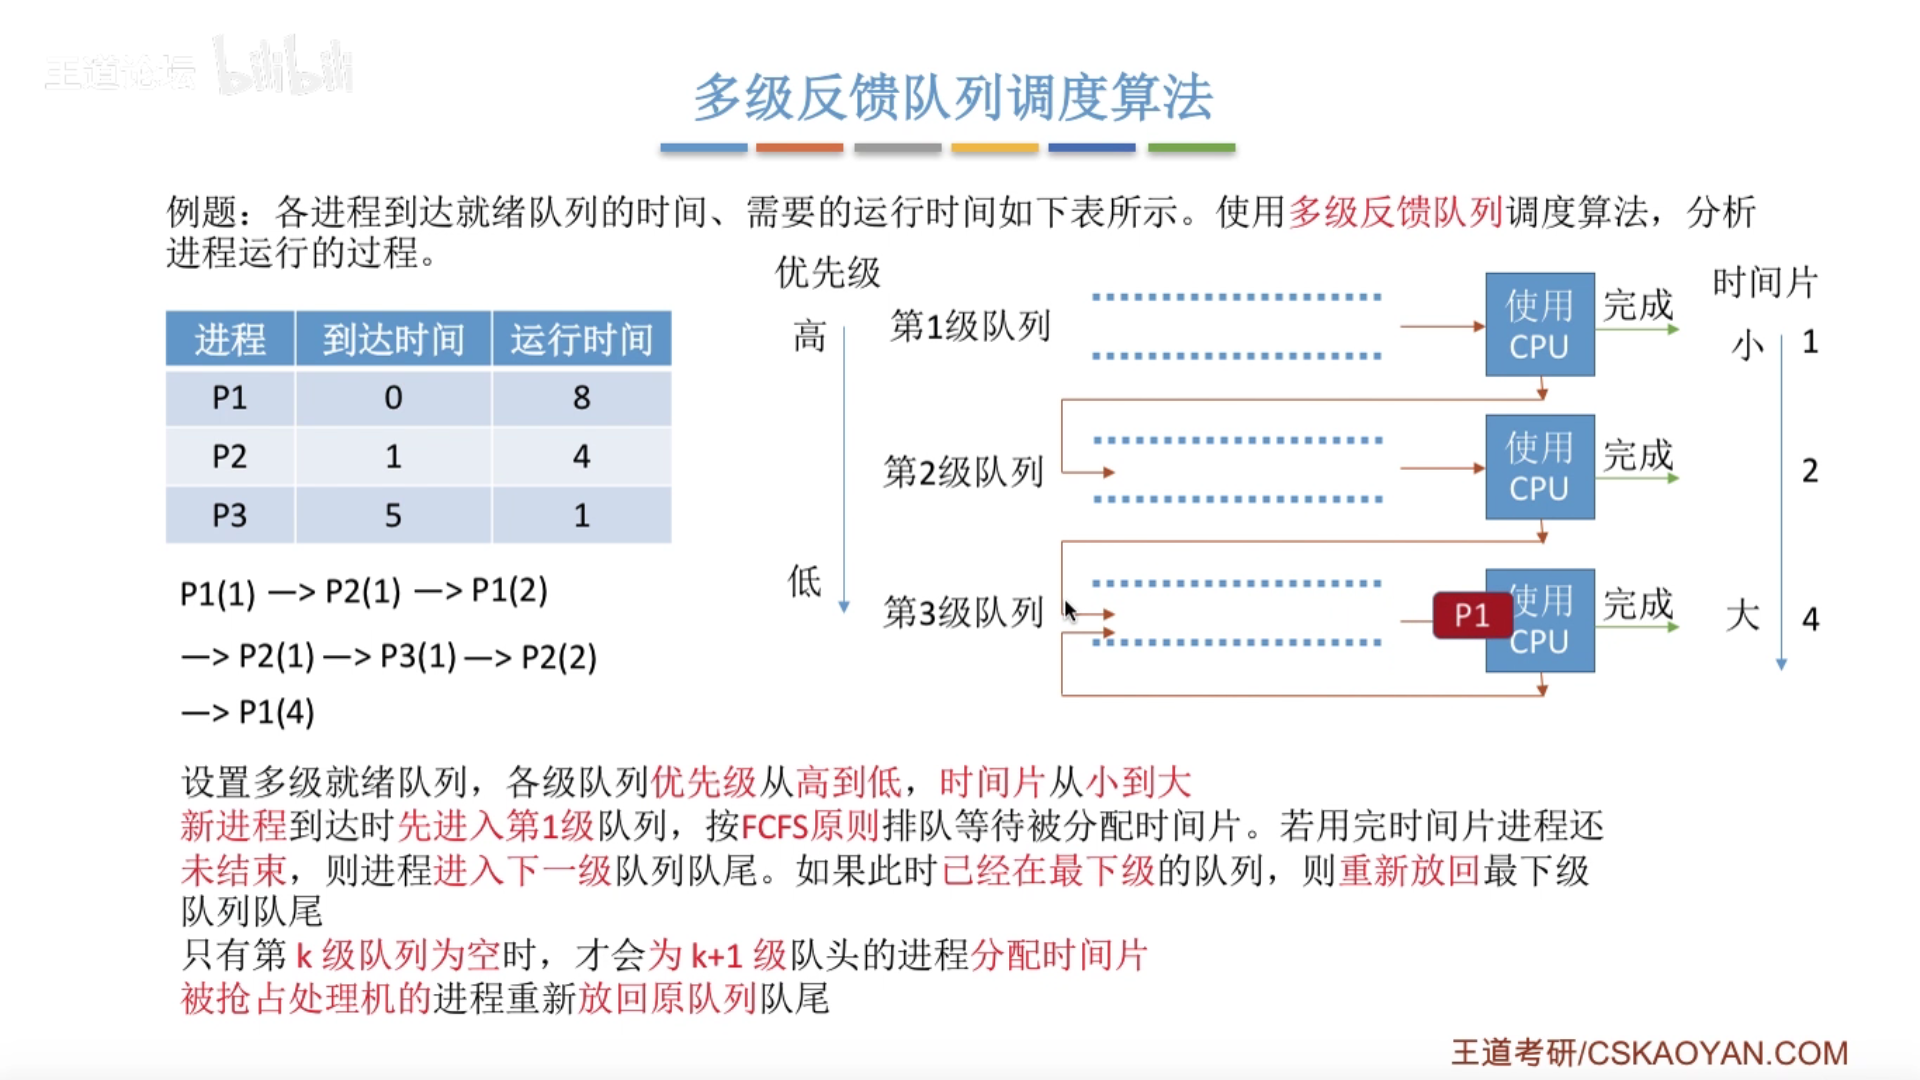 王道论坛 bilibili
多级反馈队列调度算法
例题：各进程到达就绪队列的时间、需要的运行时间如下表所示。使用多级反馈队列调度算法，分析
进程运行的过程。
进程 到达时间 运行时间
P1 0 8
P2 1 4
P3 5 1
P1(1) —> P2(1) —> P1(2)
—> P2(1) —> P3(1) —> P2(2)
—> P1(4)
优先级
高
低
第1级队列
使用
CPU
完成
第2级队列
使用
CPU
完成
第3级队列
P1
使用
CPU
完成
时间片
小 1
2
大 4
设置多级就绪队列，各级队列优先级从高到低，时间片从小到大
新进程到达时先进入第1级队列，按FCFS原则排队等待被分配时间片。若用完时间片进程还
未结束，则进程进入下一级队列队尾。如果此时已经在最下级的队列，则重新放回最下级
队列队尾
只有第 k 级队列为空时，才会为 k+1 级队头的进程分配时间片
被抢占处理机的进程重新放回原队列队尾
王道考研/CSKAOYAN.COM